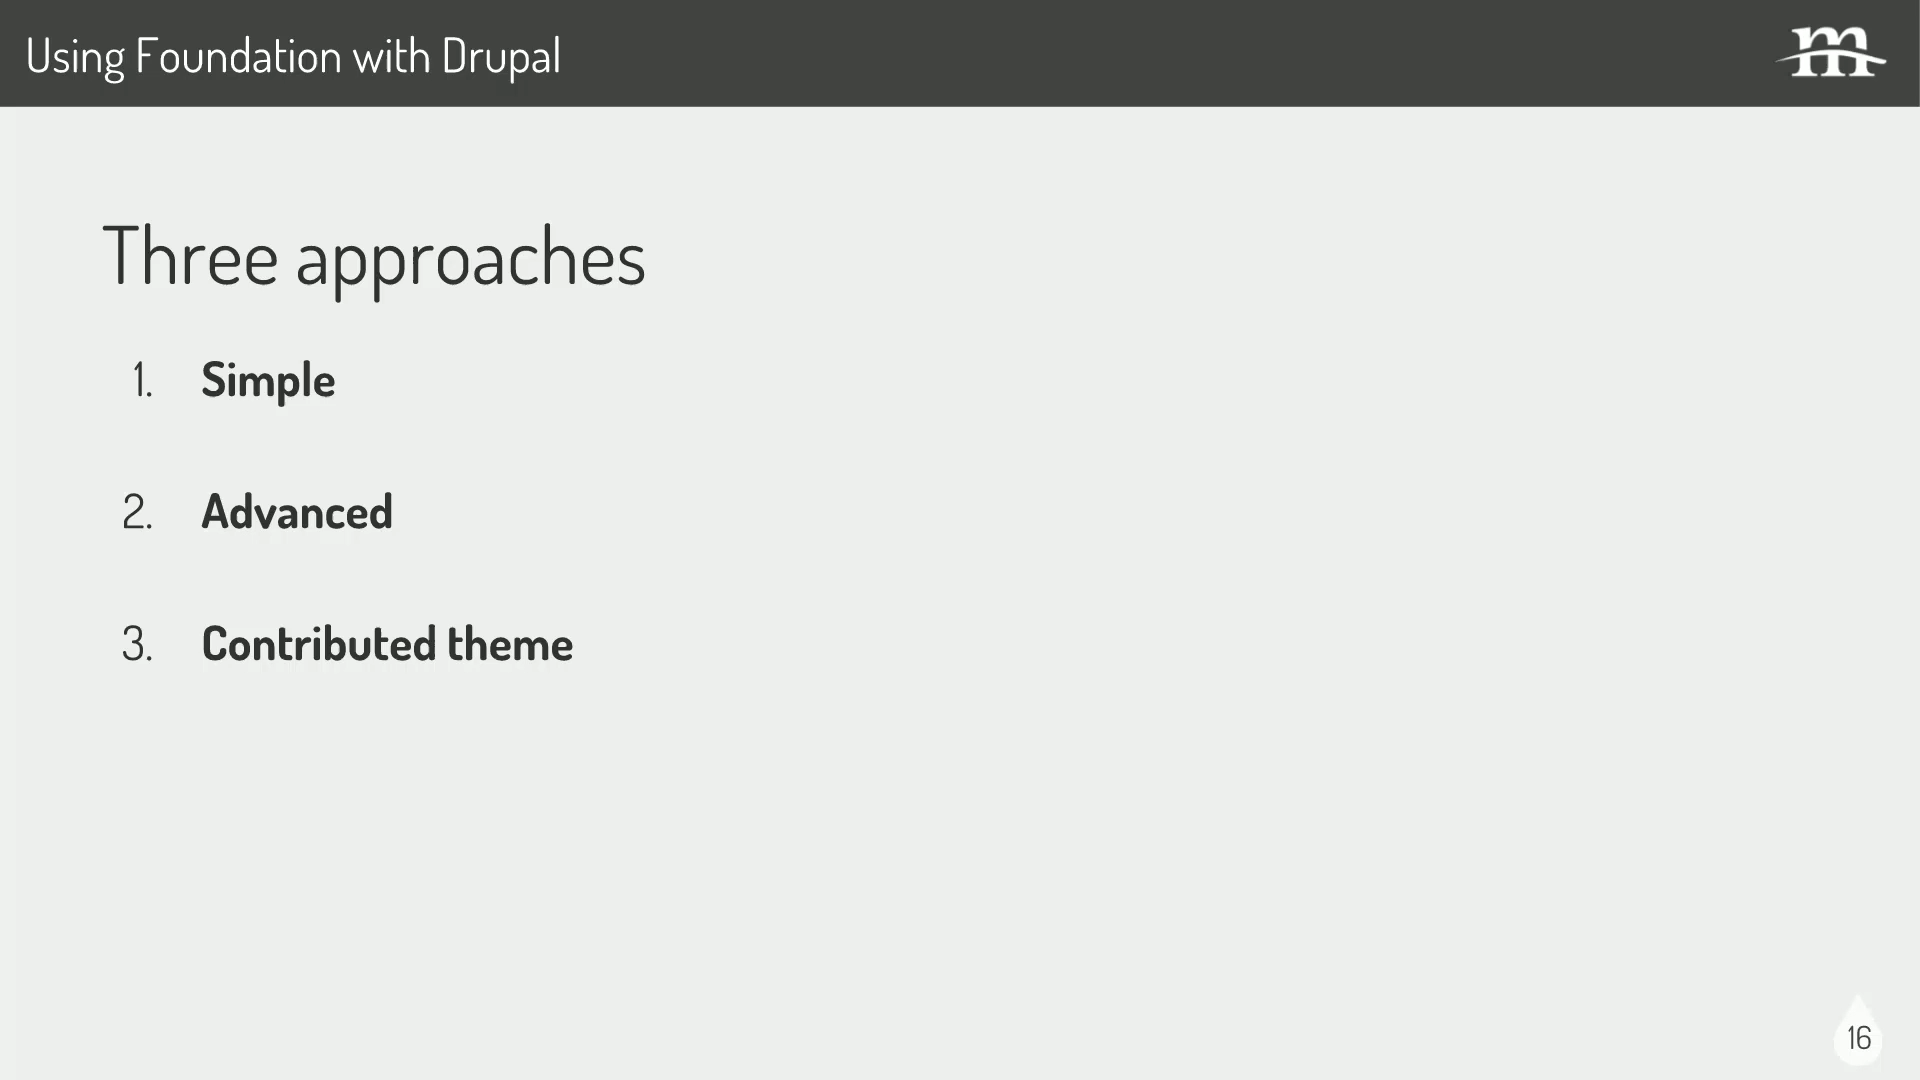 Using Foundation with Drupal
m
Three approaches
1. Simple
2. Advanced
3. Contributed theme
16